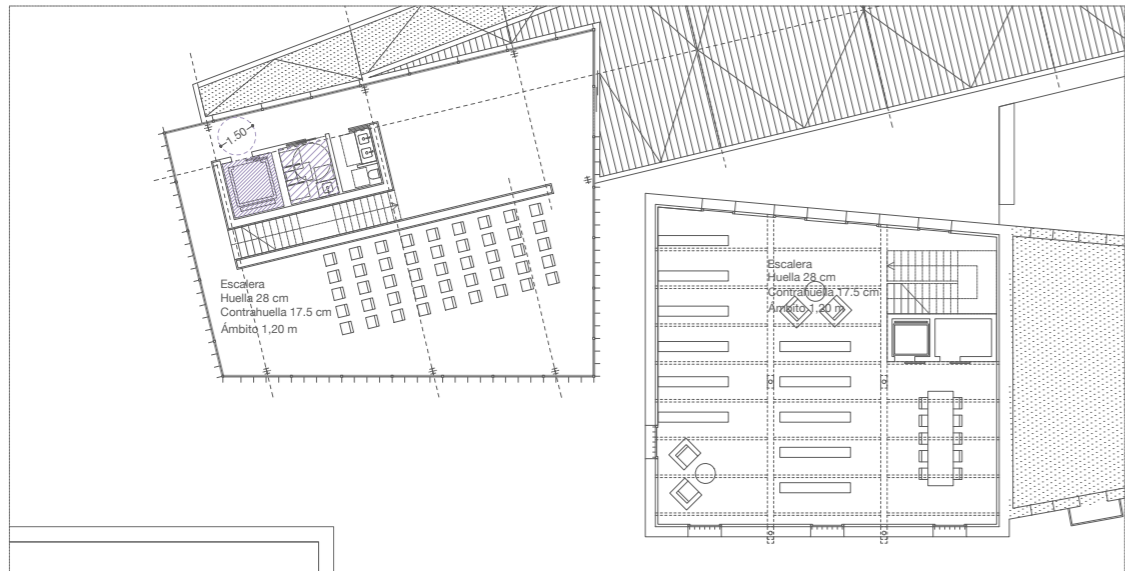 1.50
Escalera
Huella 28 cm
Contrahuella 17.5 cm
Ámbito 1,20 m
Escalera
Huella 28 cm
Contrahuella 17.5 cm
Ámbito 1,20 m